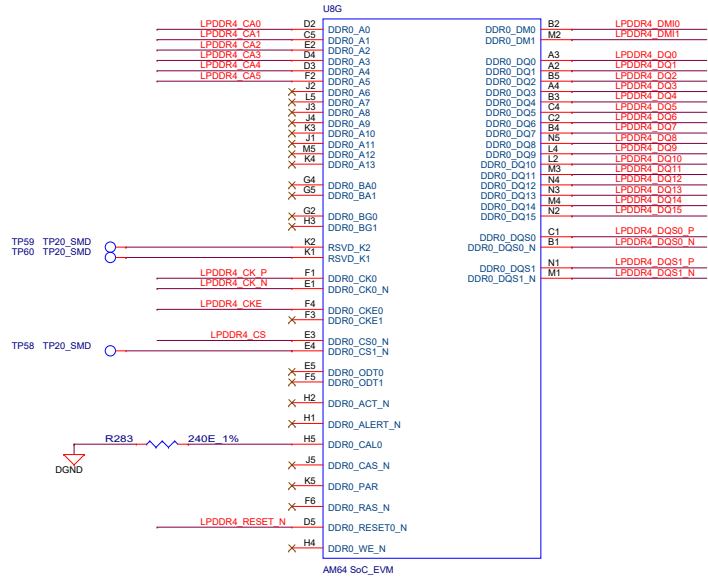 U8G
LPDDR4_CA0 D2 DDR0_A0 DDR0_DM0 B2 LPDDR4_DMI0
LPDDR4_CA1 C5 DDR0_A1 DDR0_DM1 M2 LPDDR4_DMI1
LPDDR4_CA2 E2 DDR0_A2
LPDDR4_CA3 D4 DDR0_A3 DDR0_DQ0 A3 LPDDR4_DQ0
LPDDR4_CA4 D3 DDR0_A4 DDR0_DQ1 A2 LPDDR4_DQ1
LPDDR4_CA5 F2 DDR0_A5 DDR0_DQ2 B5 LPDDR4_DQ2
J2 DDR0_A6 DDR0_DQ3 A4 LPDDR4_DQ3
L5 DDR0_A7 DDR0_DQ4 B3 LPDDR4_DQ4
J3 DDR0_A8 DDR0_DQ5 C4 LPDDR4_DQ5
J4 DDR0_A9 DDR0_DQ6 C2 LPDDR4_DQ6
K3 DDR0_A10 DDR0_DQ7 B4 LPDDR4_DQ7
J1 DDR0_A11 DDR0_DQ8 N5 LPDDR4_DQ8
M5 DDR0_A12 DDR0_DQ9 L4 LPDDR4_DQ9
K4 DDR0_A13 DDR0_DQ10 L2 LPDDR4_DQ10
DDR0_DQ11 M3 LPDDR4_DQ11
G4 DDR0_BA0 DDR0_DQ12 N4 LPDDR4_DQ12
G5 DDR0_BA1 DDR0_DQ13 N3 LPDDR4_DQ13
DDR0_DQ14 M4 LPDDR4_DQ14
G2 DDR0_BG0 DDR0_DQ15 N2 LPDDR4_DQ15
H3 DDR0_BG1
DDR0_DQS0 C1 LPDDR4_DQS0_P
TP59 TP20_SMD K2 RSVD_K2 DDR0_DQS0_N B1 LPDDR4_DQS0_N
TP60 TP20_SMD K1 RSVD_K1
DDR0_DQS1 N1 LPDDR4_DQS1_P
LPDDR4_CK_P F1 DDR0_CK0 DDR0_DQS1_N M1 LPDDR4_DQS1_N
LPDDR4_CK_N E1 DDR0_CK0_N
LPDDR4_CKE F4 DDR0_CKE0
F3 DDR0_CKE1
LPDDR4_CS E3 DDR0_CS0_N
TP58 TP20_SMD E4 DDR0_CS1_N
E5 DDR0_ODT0
F5 DDR0_ODT1
H2 DDR0_ACT_N
H1 DDR0_ALERT_N
R283 240E_1% H5 DDR0_CAL0
DGND J5 DDR0_CAS_N
K5 DDR0_PAR
F6 DDR0_RAS_N
LPDDR4_RESET_N D5 DDR0_RESET0_N
H4 DDR0_WE_N
AM64 SoC_EVM